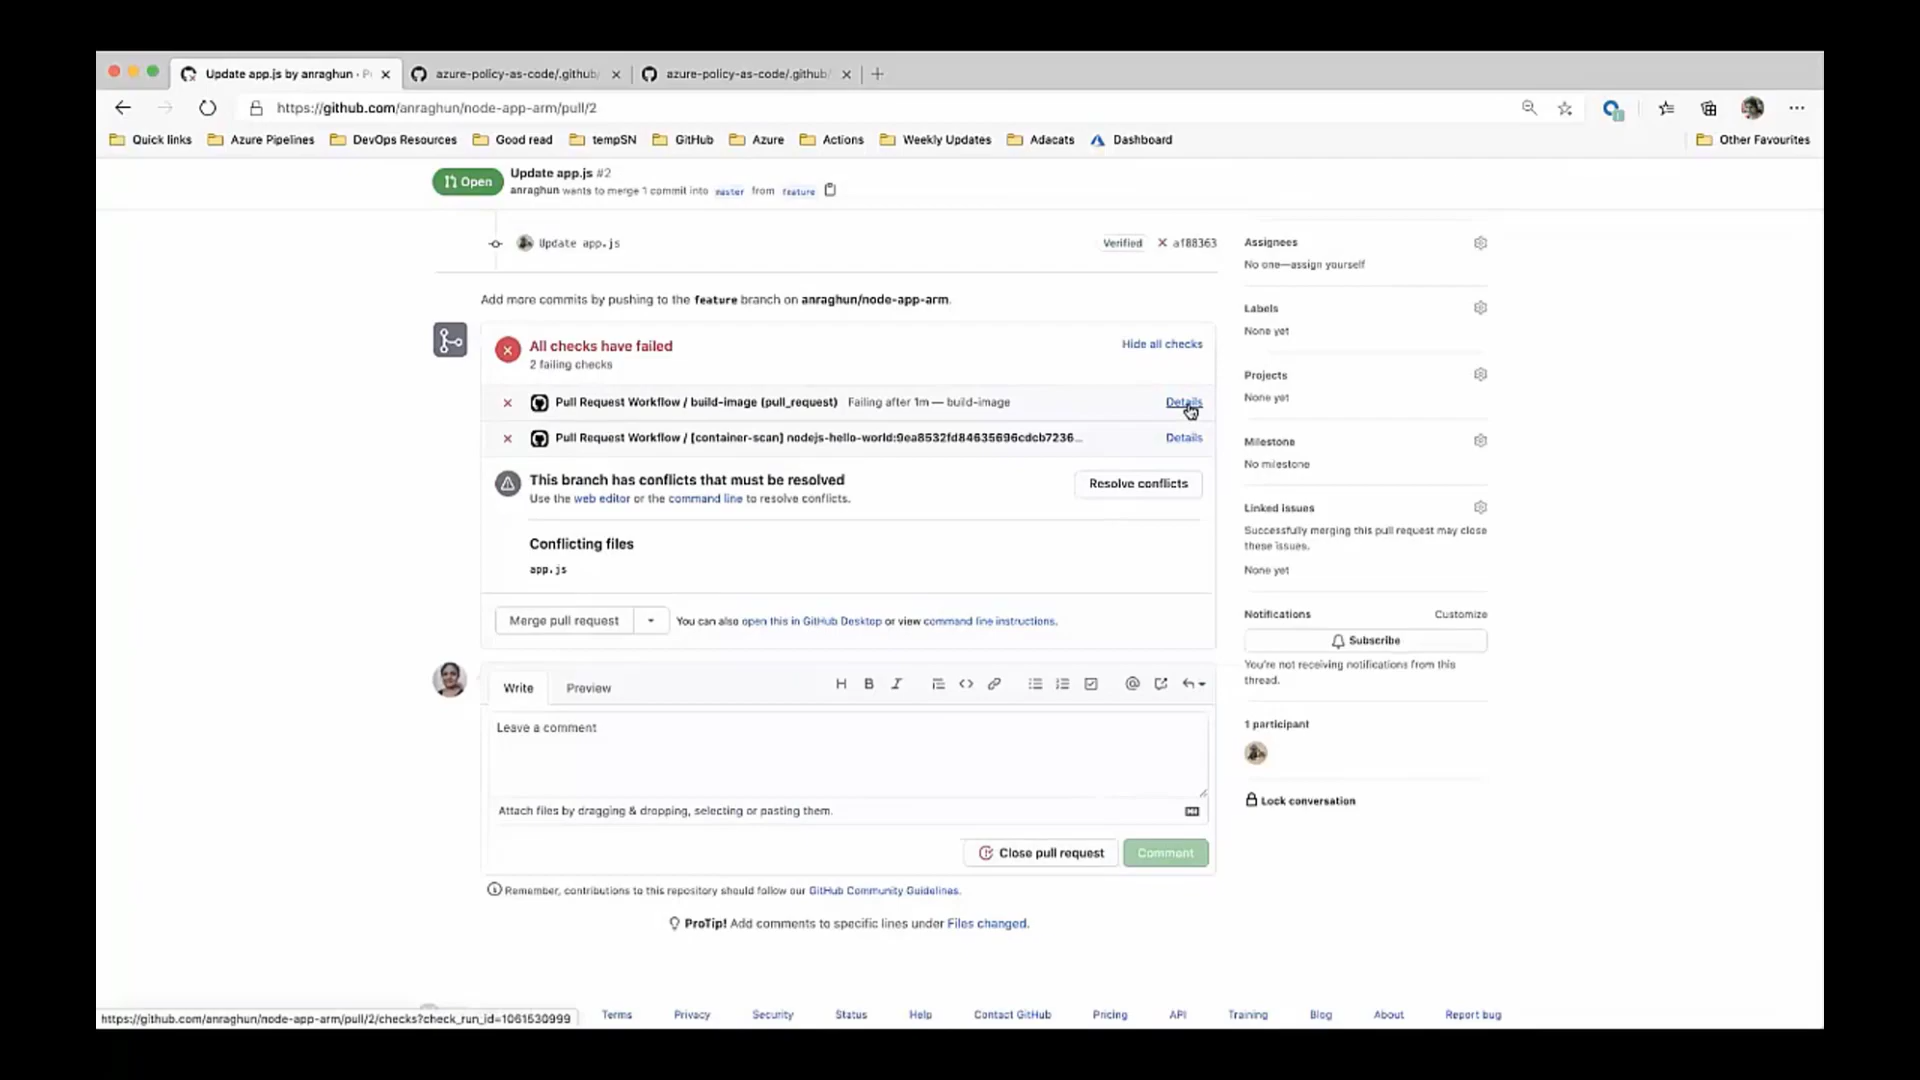 Update app.js by anraghun · P
azure-policy-as-code/.github
azure-policy-as-code/.github
https://github.com/anraghun/node-app-arm/pull/2
Quick links
Azure Pipelines
DevOps Resources
Good read
tempSN
GitHub
Azure
Actions
Weekly Updates
Adacats
Dashboard
Other Favourites
Open
Update app.js #2
anraghun wants to merge 1 commit into master from feature
Update app.js
Verified
af88363
Add more commits by pushing to the feature branch on anraghun/node-app-arm.
All checks have failed
2 failing checks
Hide all checks
Pull Request Workflow / build-image (pull_request) Failing after 1m — build-image
Details
Pull Request Workflow / [container-scan] nodejs-hello-world:9ea8532fd84635696cdcb7236...
Details
This branch has conflicts that must be resolved
Use the web editor or the command line to resolve conflicts.
Resolve conflicts
Conflicting files
app.js
Merge pull request
You can also open this in GitHub Desktop or view command line instructions.
Write
Preview
H B I
Leave a comment
Attach files by dragging & dropping, selecting or pasting them.
Close pull request
Comment
Remember, contributions to this repository should follow our GitHub Community Guidelines.
ProTip! Add comments to specific lines under Files changed.
Assignees
No one—assign yourself
Labels
None yet
Projects
None yet
Milestone
No milestone
Linked issues
Successfully merging this pull request may close
these issues.
None yet
Notifications
Customize
Subscribe
You're not receiving notifications from this
thread.
1 participant
Lock conversation
https://github.com/anraghun/node-app-arm/pull/2/checks?check_run_id=1061530999
Terms
Privacy
Security
Status
Help
Contact GitHub
Pricing
API
Training
Blog
About
Report bug